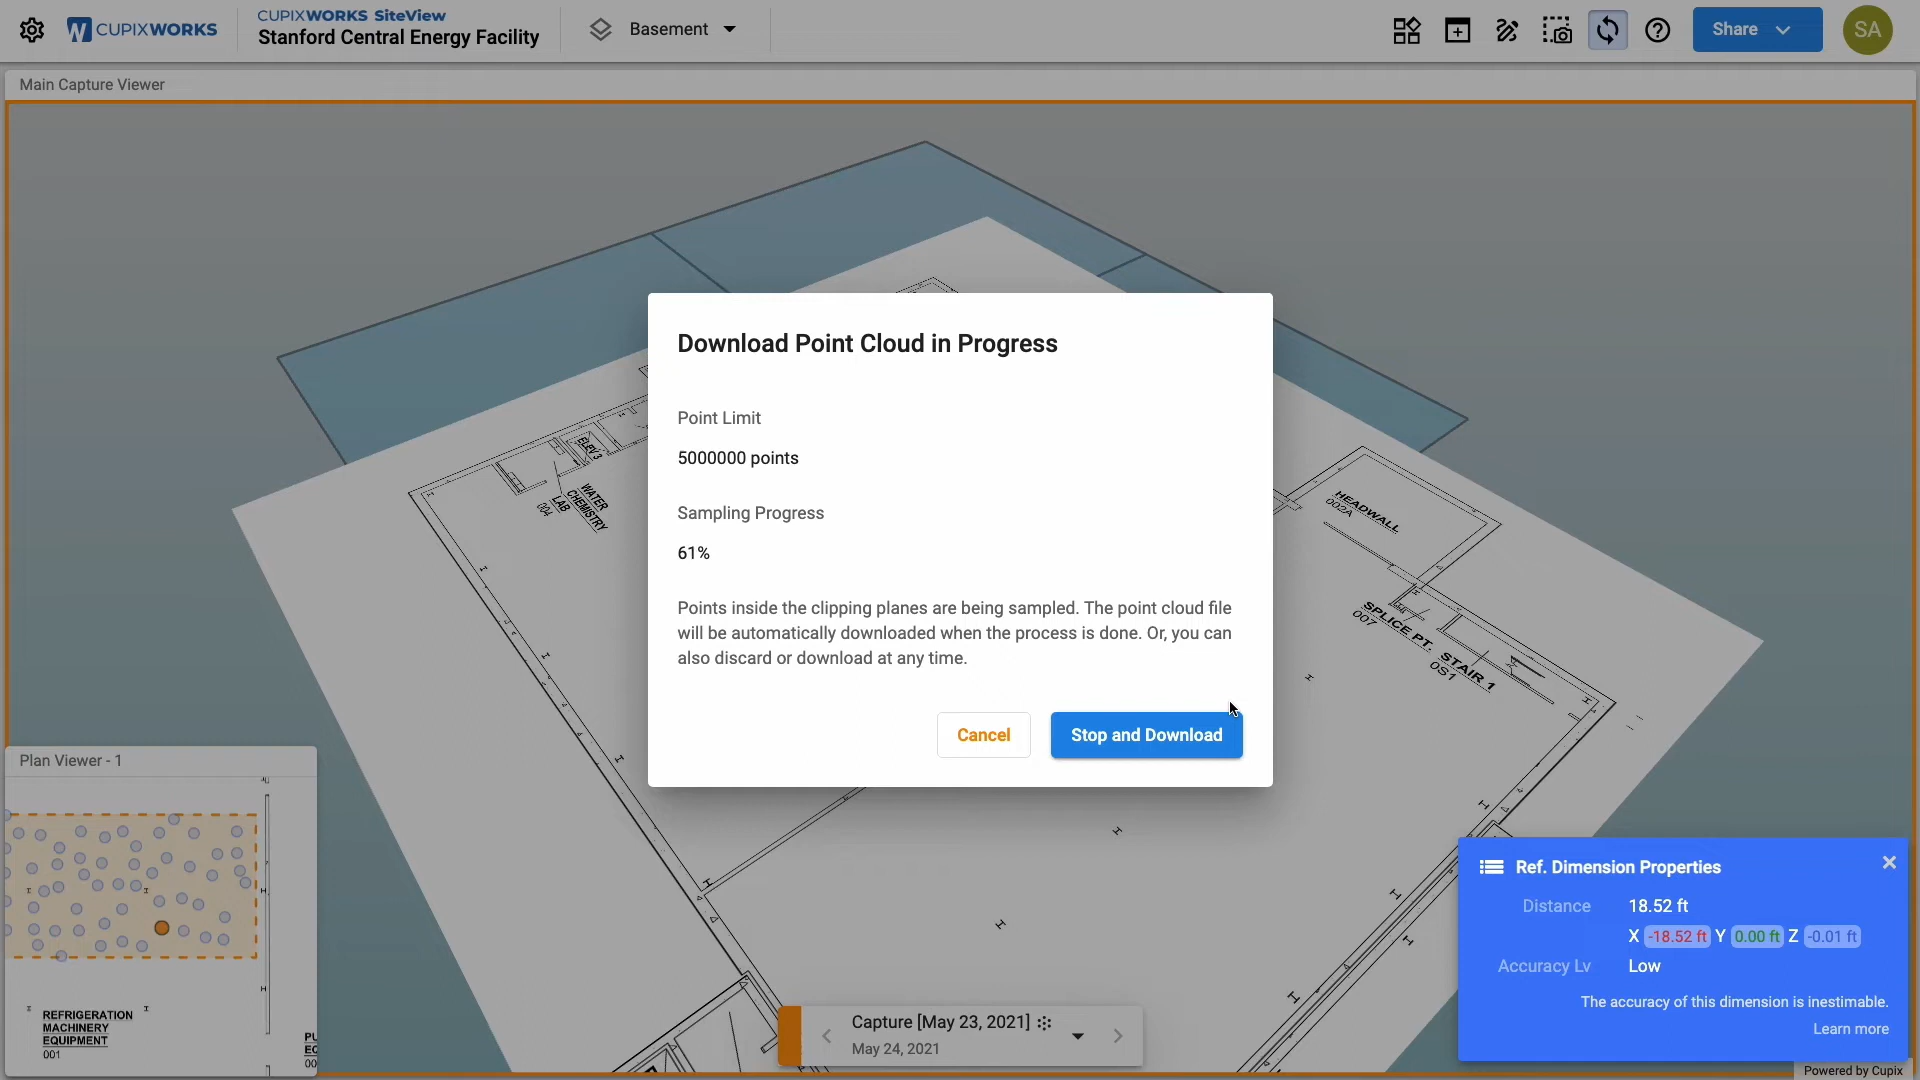 CUPIXWORKS
CUPIXWORKS SiteView
Stanford Central Energy Facility
Basement
Share
SA
Main Capture Viewer
Download Point Cloud in Progress
Point Limit
5000000 points
Sampling Progress
61%
Points inside the clipping planes are being sampled. The point cloud file
will be automatically downloaded when the process is done. Or, you can
also discard or download at any time.
Cancel
Stop and Download
ELEV 3
WATER
CHEMISTRY
LAB
004
HEADWALL
002A
SPLICE PT.
007
STAIR 1
0S1
Plan Viewer - 1
REFRIGERATION
MACHINERY
EQUIPMENT
001
PU
EC
00
Capture [May 23, 2021]
May 24, 2021
Ref. Dimension Properties
Distance 18.52 ft
X -18.52 ft Y 0.00 ft Z -0.01 ft
Accuracy Lv Low
The accuracy of this dimension is inestimable.
Learn more
Powered by Cupix